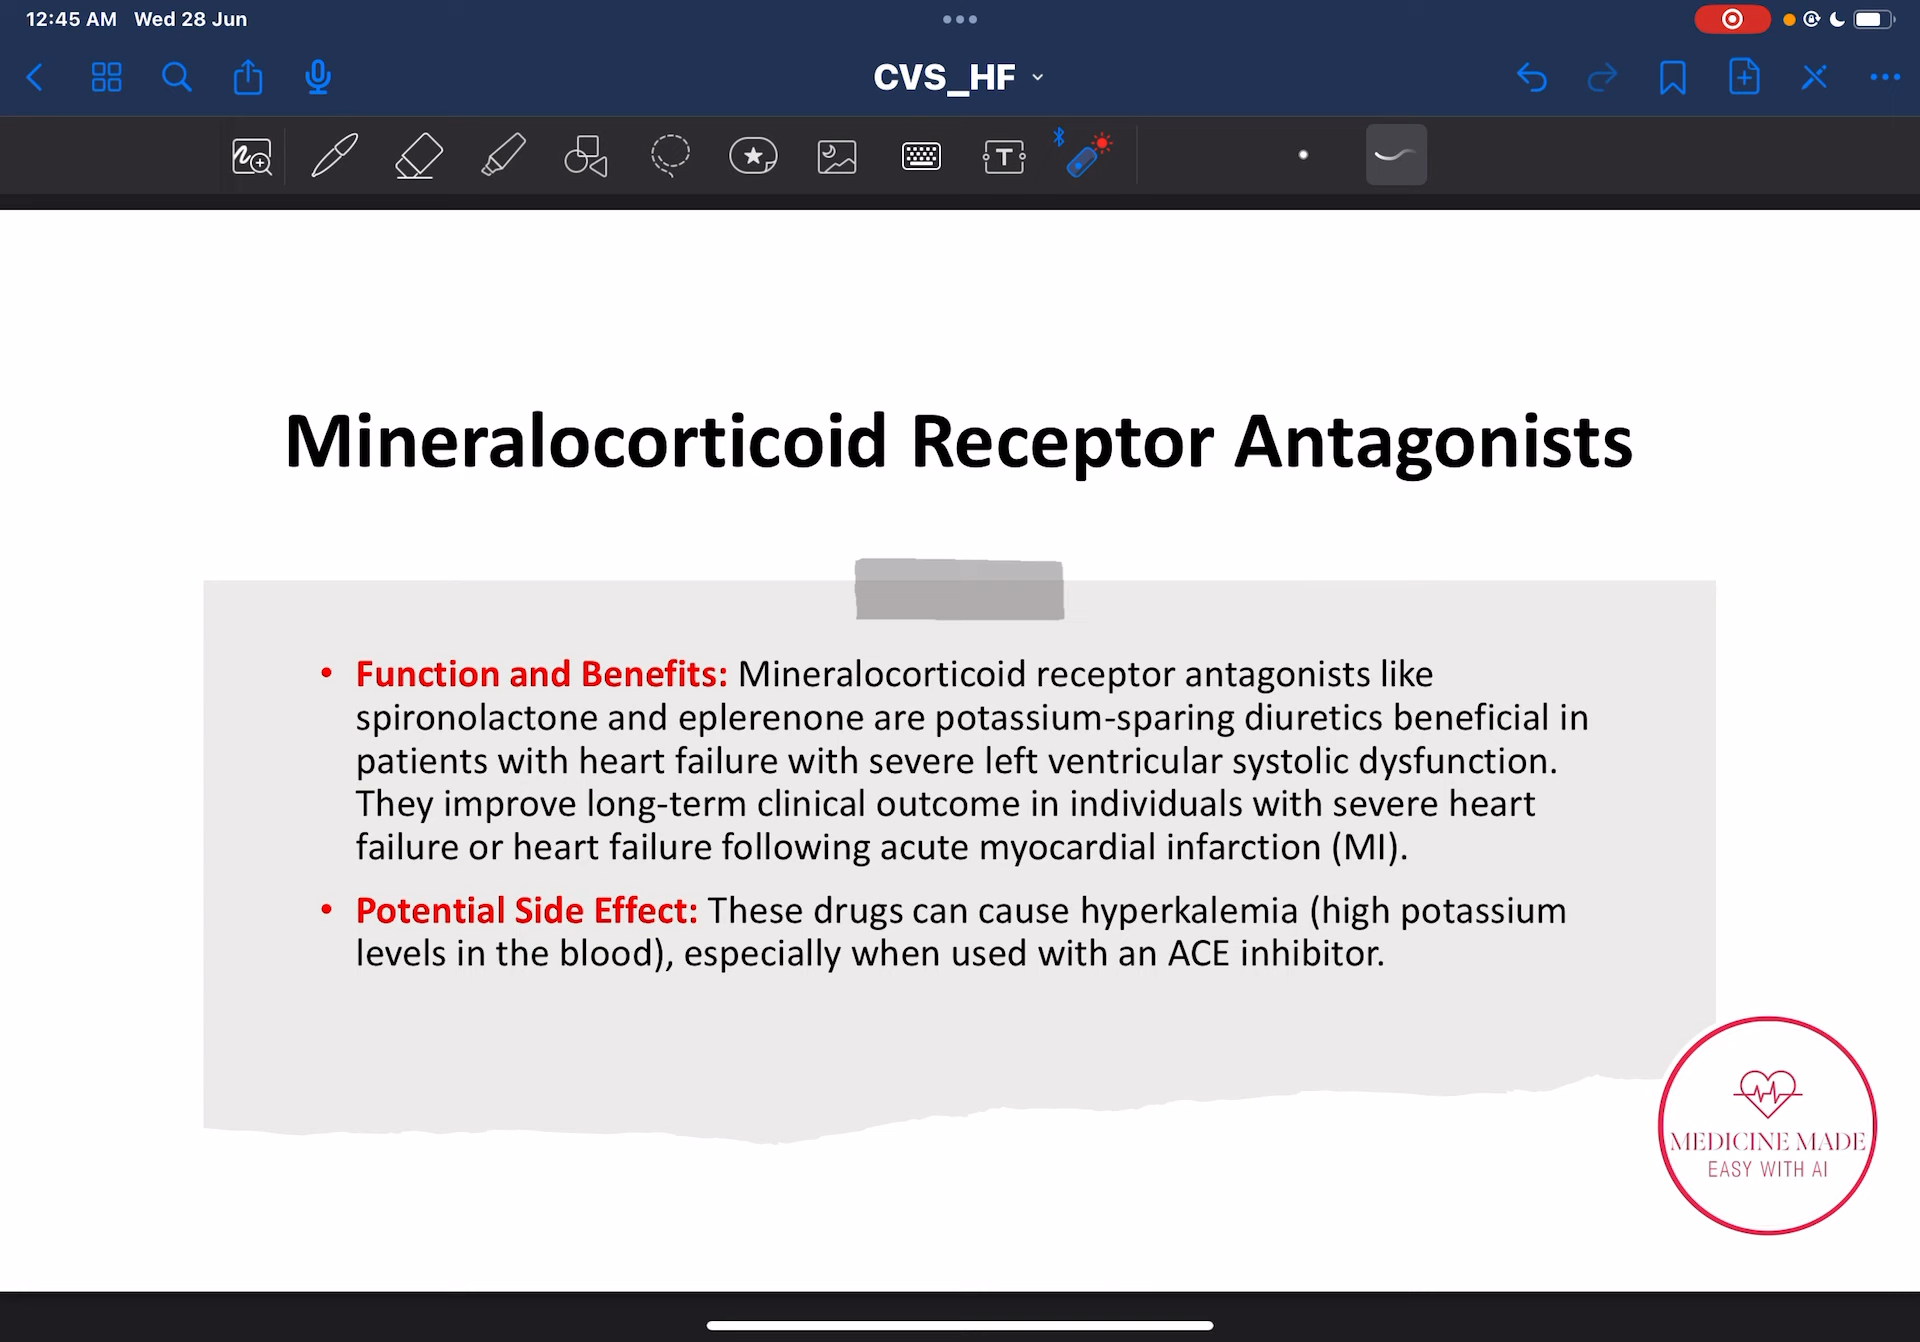 12:45 AM Wed 28 Jun
CVS_HF
T
Mineralocorticoid Receptor Antagonists
• Function and Benefits: Mineralocorticoid receptor antagonists like
spironolactone and eplerenone are potassium-sparing diuretics beneficial in
patients with heart failure with severe left ventricular systolic dysfunction.
They improve long-term clinical outcome in individuals with severe heart
failure or heart failure following acute myocardial infarction (MI).
• Potential Side Effect: These drugs can cause hyperkalemia (high potassium
levels in the blood), especially when used with an ACE inhibitor.
MEDICINE MADE
EASY WITH AI